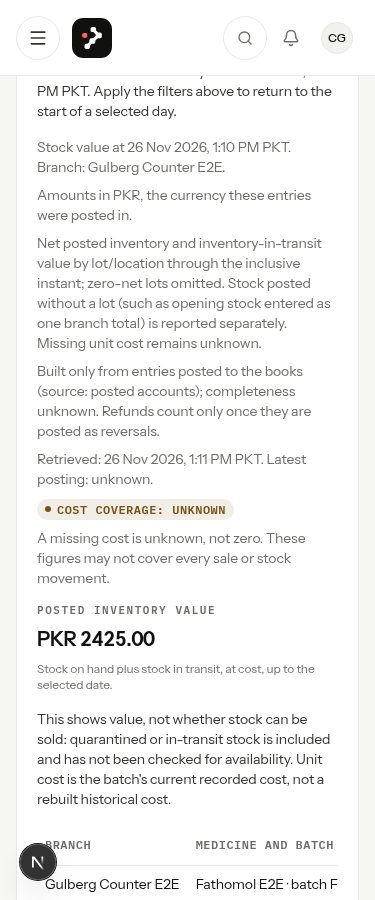 CG
PM PKT. Apply the filters above to return to the
start of a selected day.
Stock value at 26 Nov 2026, 1:10 PM PKT.
Branch: Gulberg Counter E2E.
Amounts in PKR, the currency these entries
were posted in.
Net posted inventory and inventory-in-transit
value by lot/location through the inclusive
instant; zero-net lots omitted. Stock posted
without a lot (such as opening stock entered as
one branch total) is reported separately.
Missing unit cost remains unknown.
Built only from entries posted to the books
(source: posted accounts); completeness
unknown. Refunds count only once they are
posted as reversals.
Retrieved: 26 Nov 2026, 1:11 PM PKT. Latest
posting: unknown.
COST COVERAGE: UNKNOWN
A missing cost is unknown, not zero. These
figures may not cover every sale or stock
movement.
POSTED INVENTORY VALUE
PKR 2425.00
Stock on hand plus stock in transit, at cost, up to the
selected date.
This shows value, not whether stock can be
sold: quarantined or in-transit stock is included
and has not been checked for availability. Unit
cost is the batch's current recorded cost, not a
rebuilt historical cost.
BRANCH MEDICINE AND BATCH
N
Gulberg Counter E2E Fathomol E2E · batch F